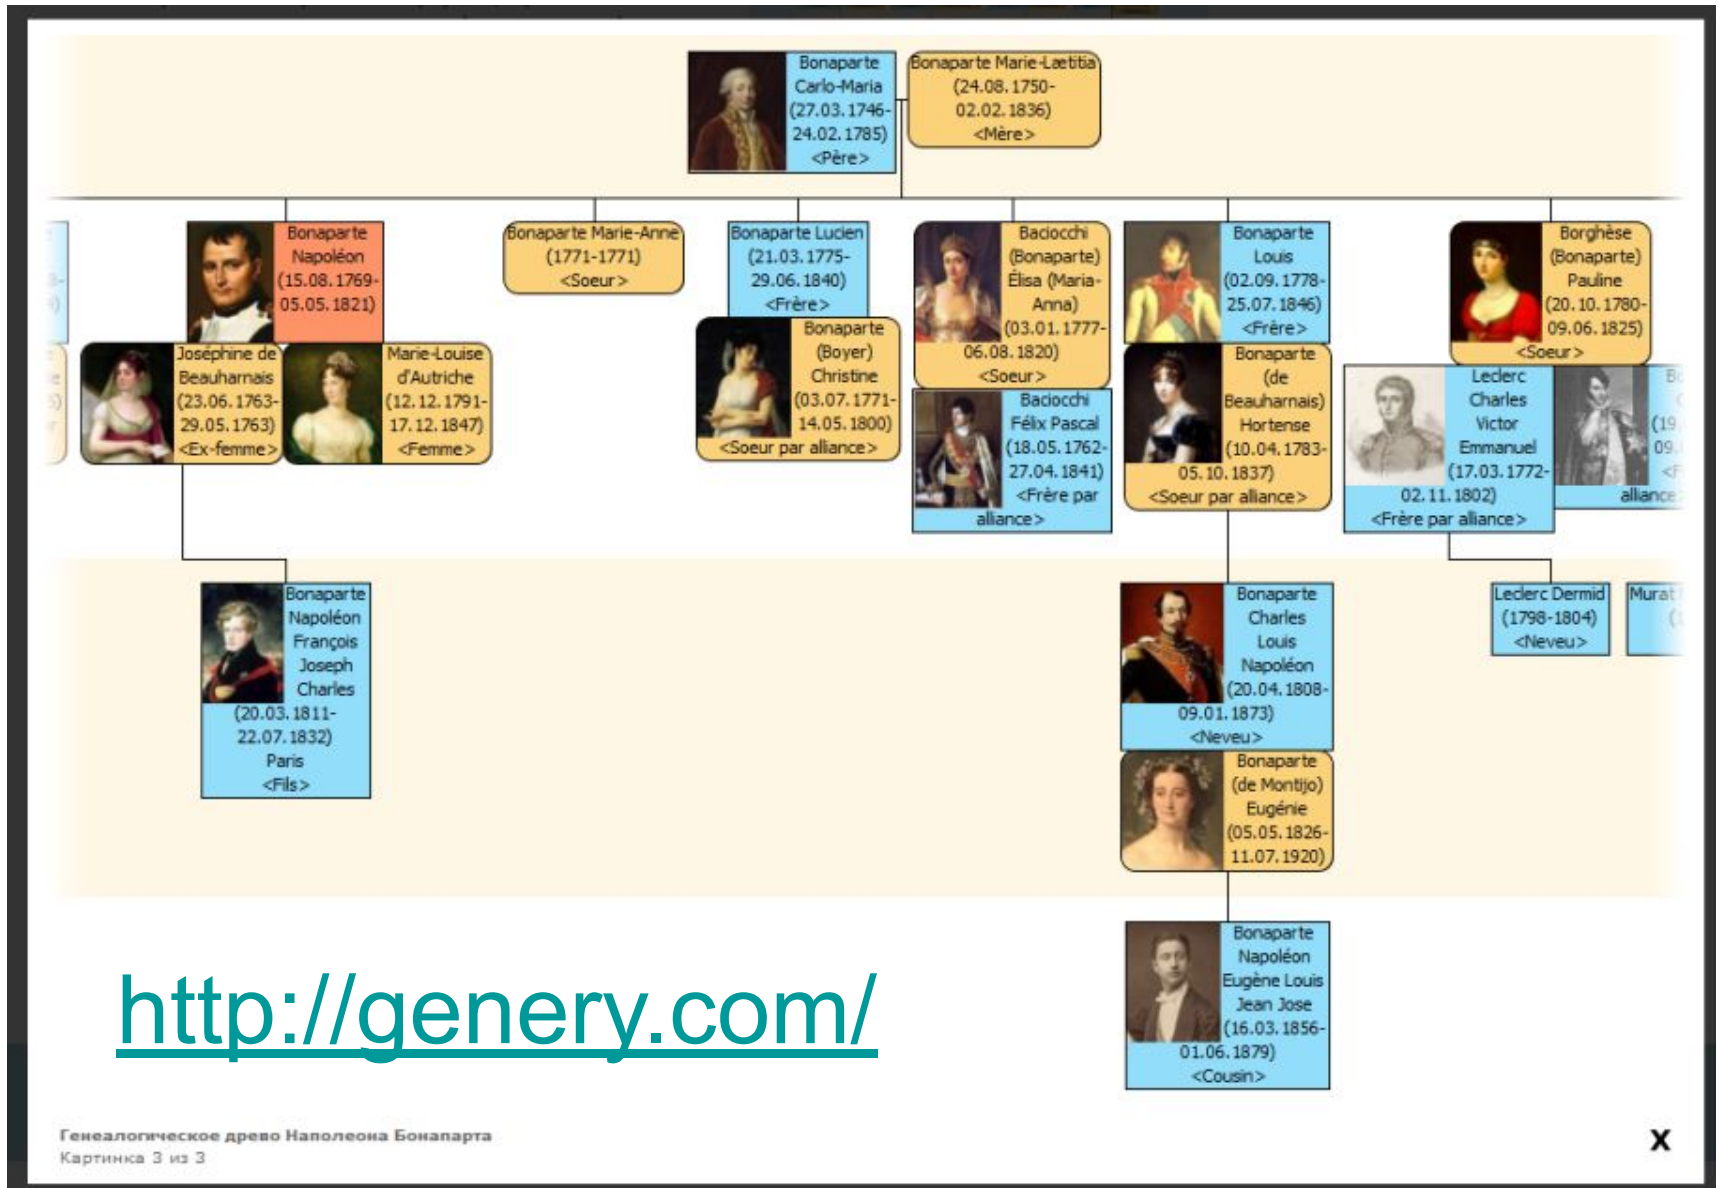 Bonaparte
Carlo-Maria
(27.03.1746-
24.02.1785)
<Père>
Bonaparte Marie-Lætitia
(24.08.1750-
02.02.1836)
<Mère>
Bonaparte
Napoléon
(15.08.1769-
05.05.1821)
Joséphine de
Beauharnais
(23.06.1763-
29.05.1763)
<Ex-femme>
Marie-Louise
d'Autriche
(12.12.1791-
17.12.1847)
<Femme>
Bonaparte Marie-Anne
(1771-1771)
<Soeur>
Bonaparte Lucien
(21.03.1775-
29.06.1840)
<Frère>
Bonaparte
(Boyer)
Christine
(03.07.1771-
14.05.1800)
<Soeur par alliance>
Baciocchi
(Bonaparte)
Élisa (Maria-
Anna)
(03.01.1777-
06.08.1820)
<Soeur>
Baciocchi
Félix Pascal
(18.05.1762-
27.04.1841)
<Frère par
alliance>
Bonaparte
Louis
(02.09.1778-
25.07.1846)
<Frère>
Bonaparte
(de
Beauharnais)
Hortense
(10.04.1783-
05.10.1837)
<Soeur par alliance>
Borghèse
(Bonaparte)
Pauline
(20.10.1780-
09.06.1825)
<Soeur>
Leclerc
Charles
Victor
Emmanuel
(17.03.1772-
02.11.1802)
<Frère par alliance>
(19.
09.
alliance>
Bonaparte
Napoléon
François
Joseph
Charles
(20.03.1811-
22.07.1832)
Paris
<Fils>
Bonaparte
Charles
Louis
Napoléon
(20.04.1808-
09.01.1873)
<Neveu>
Bonaparte
(de Montijo)
Eugénie
(05.05.1826-
11.07.1920)
Leclerc Dermid
(1798-1804)
<Neveu>
Murat
Bonaparte
Napoléon
Eugène Louis
Jean Jose
(16.03.1856-
01.06.1879)
<Cousin>
http://genery.com/
Генеалогическое древо Наполеона Бонапарта
Картинка 3 из 3
X